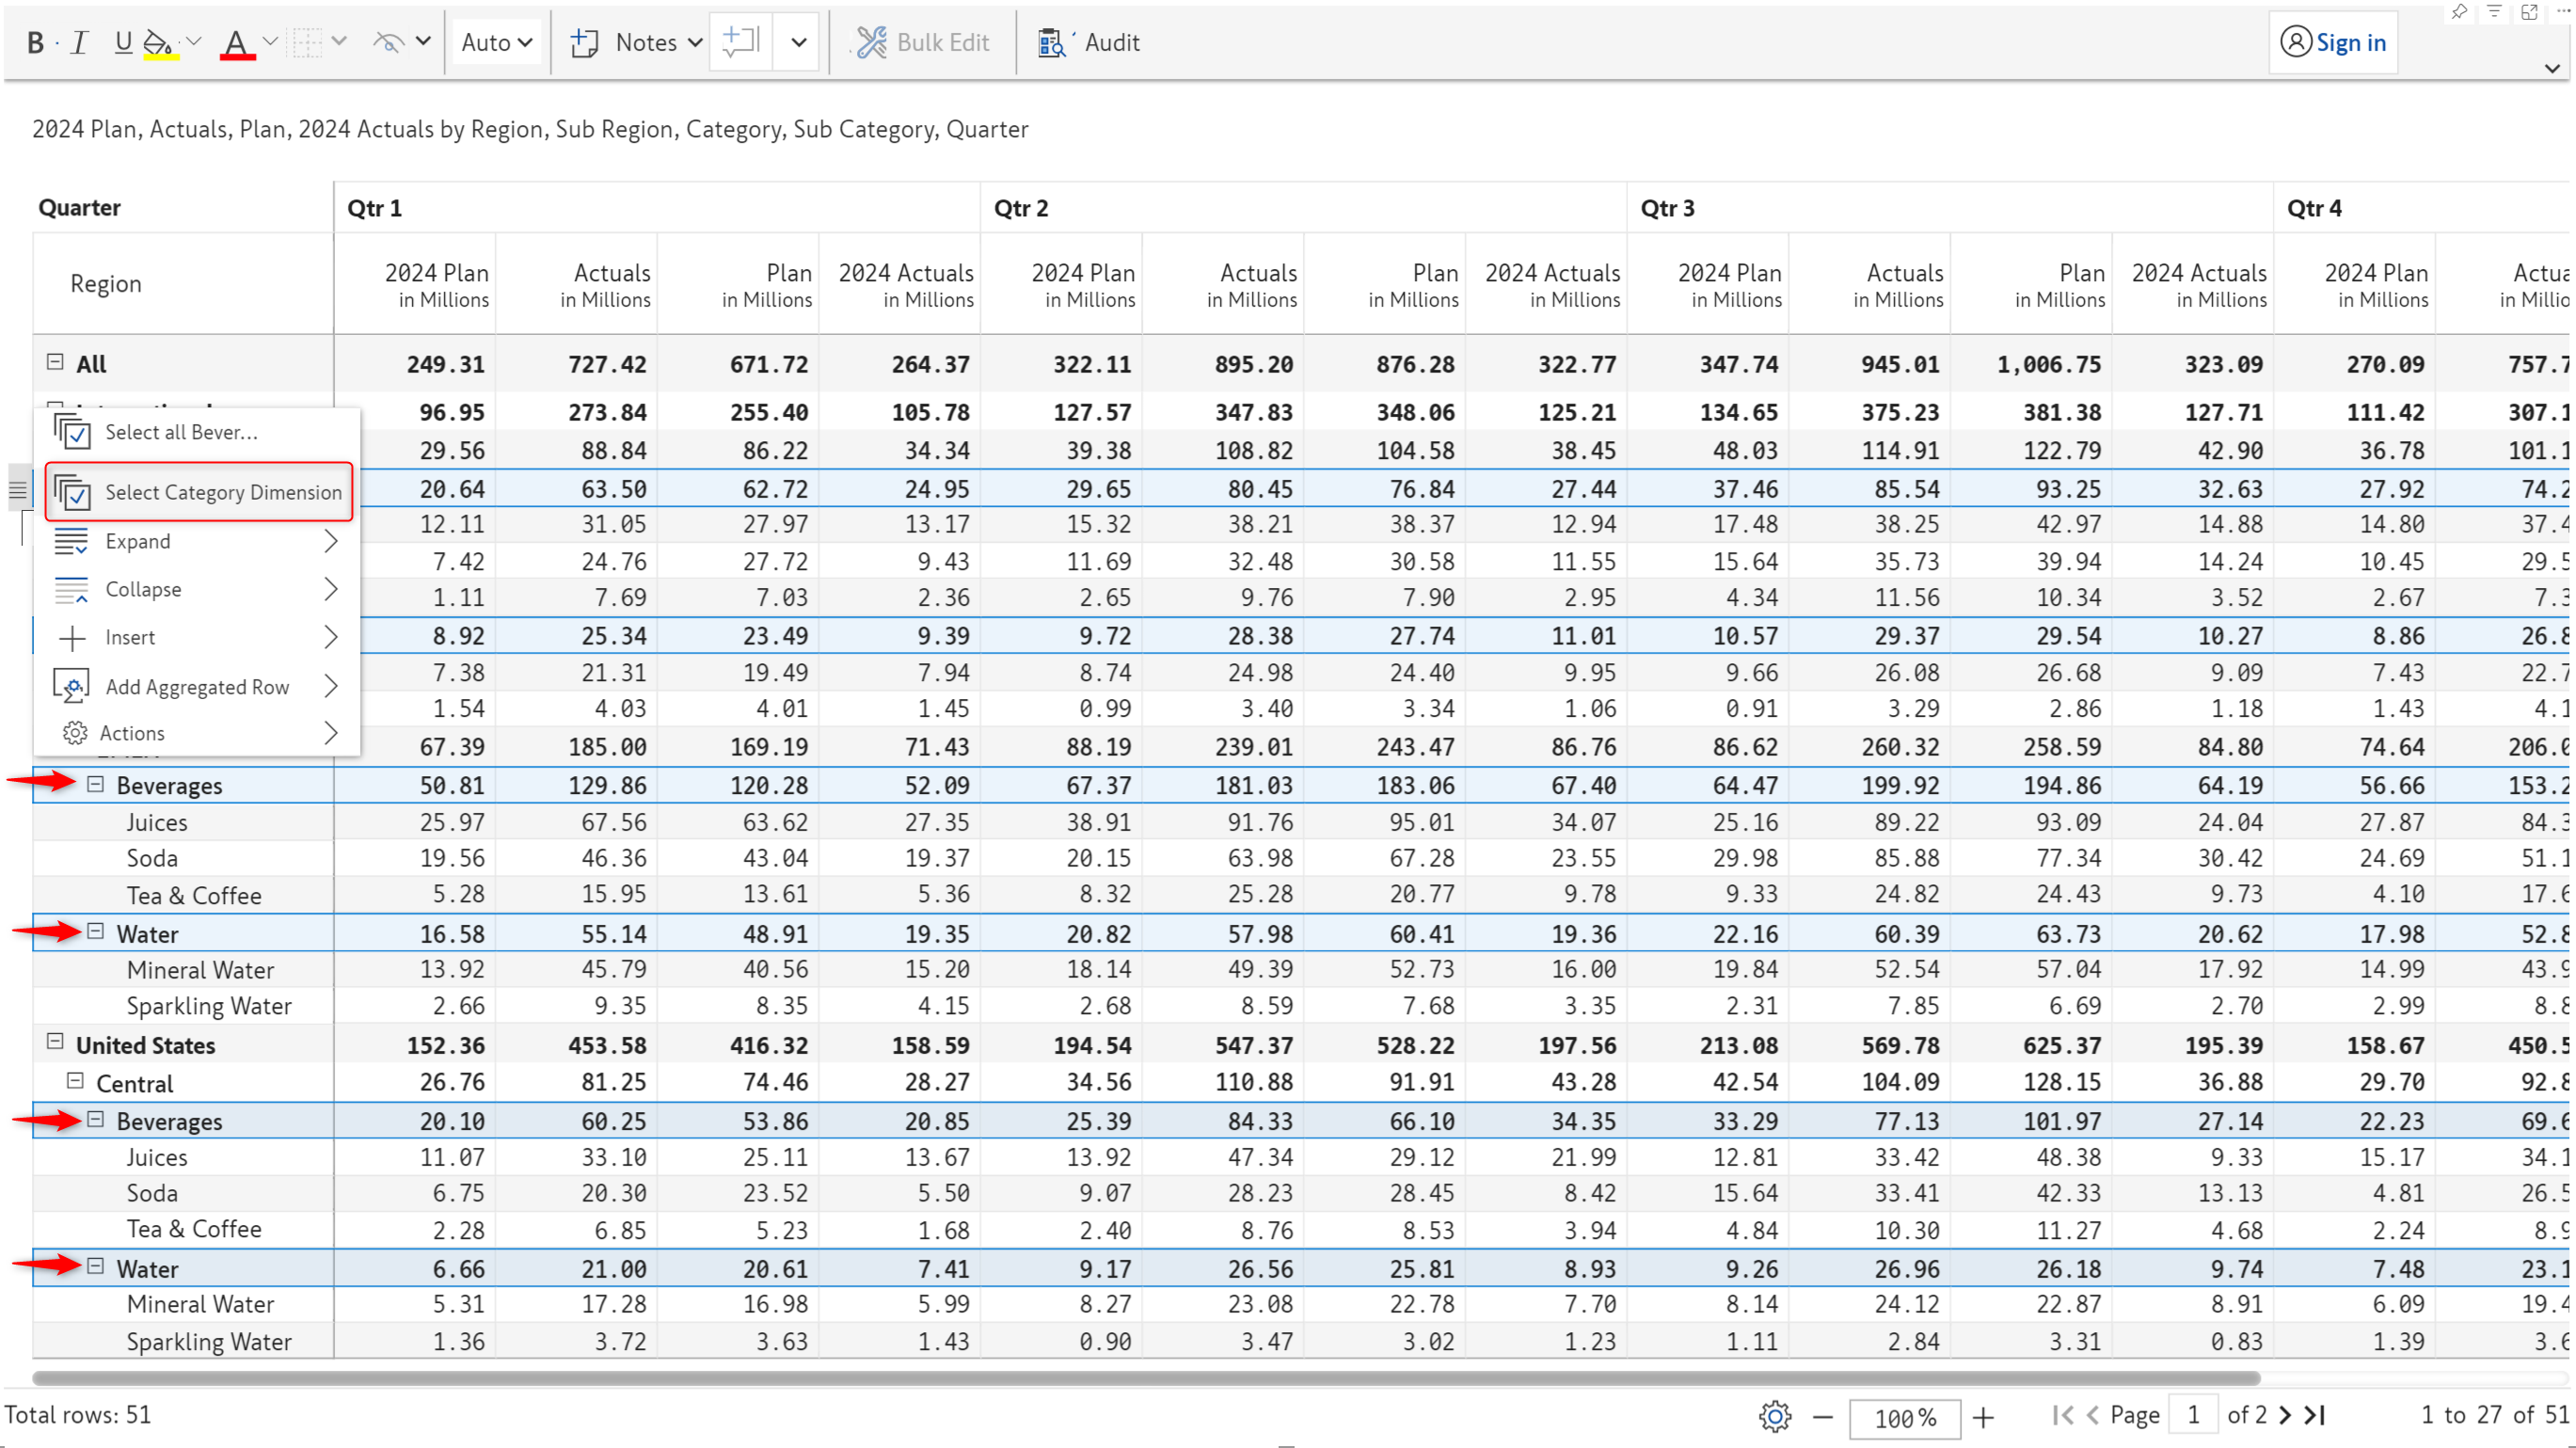 B I U A Auto Notes Bulk Edit Audit Sign in
2024 Plan, Actuals, Plan, 2024 Actuals by Region, Sub Region, Category, Sub Category, Quarter
Quarter Qtr 1 Qtr 2 Qtr 3 Qtr 4
Region 2024 Plan Actuals Plan 2024 Actuals 2024 Plan Actuals Plan 2024 Actuals 2024 Plan Actuals Plan 2024 Actuals 2024 Plan Actua
in Millions in Millions in Millions in Millions in Millions in Millions in Millions in Millions in Millions in Millions in Millions in Millions in Millions in Millio
All 249.31 727.42 671.72 264.37 322.11 895.20 876.28 322.77 347.74 945.01 1,006.75 323.09 270.09 757.7
96.95 273.84 255.40 105.78 127.57 347.83 348.06 125.21 134.65 375.23 381.38 127.71 111.42 307.1
Select all Bever... 29.56 88.84 86.22 34.34 39.38 108.82 104.58 38.45 48.03 114.91 122.79 42.90 36.78 101.1
Select Category Dimension 20.64 63.50 62.72 24.95 29.65 80.45 76.84 27.44 37.46 85.54 93.25 32.63 27.92 74.2
12.11 31.05 27.97 13.17 15.32 38.21 38.37 12.94 17.48 38.25 42.97 14.88 14.80 37.4
Expand 7.42 24.76 27.72 9.43 11.69 32.48 30.58 11.55 15.64 35.73 39.94 14.24 10.45 29.5
Collapse 1.11 7.69 7.03 2.36 2.65 9.76 7.90 2.95 4.34 11.56 10.34 3.52 2.67 7.3
Insert 8.92 25.34 23.49 9.39 9.72 28.38 27.74 11.01 10.57 29.37 29.54 10.27 8.86 26.8
Add Aggregated Row 7.38 21.31 19.49 7.94 8.74 24.98 24.40 9.95 9.66 26.08 26.68 9.09 7.43 22.7
1.54 4.03 4.01 1.45 0.99 3.40 3.34 1.06 0.91 3.29 2.86 1.18 1.43 4.1
Actions 67.39 185.00 169.19 71.43 88.19 239.01 243.47 86.76 86.62 260.32 258.59 84.80 74.64 206.0
Beverages 50.81 129.86 120.28 52.09 67.37 181.03 183.06 67.40 64.47 199.92 194.86 64.19 56.66 153.2
Juices 25.97 67.56 63.62 27.35 38.91 91.76 95.01 34.07 25.16 89.22 93.09 24.04 27.87 84.3
Soda 19.56 46.36 43.04 19.37 20.15 63.98 67.28 23.55 29.98 85.88 77.34 30.42 24.69 51.1
Tea & Coffee 5.28 15.95 13.61 5.36 8.32 25.28 20.77 9.78 9.33 24.82 24.43 9.73 4.10 17.6
Water 16.58 55.14 48.91 19.35 20.82 57.98 60.41 19.36 22.16 60.39 63.73 20.62 17.98 52.8
Mineral Water 13.92 45.79 40.56 15.20 18.14 49.39 52.73 16.00 19.84 52.54 57.04 17.92 14.99 43.9
Sparkling Water 2.66 9.35 8.35 4.15 2.68 8.59 7.68 3.35 2.31 7.85 6.69 2.70 2.99 8.8
United States 152.36 453.58 416.32 158.59 194.54 547.37 528.22 197.56 213.08 569.78 625.37 195.39 158.67 450.5
Central 26.76 81.25 74.46 28.27 34.56 110.88 91.91 43.28 42.54 104.09 128.15 36.88 29.70 92.8
Beverages 20.10 60.25 53.86 20.85 25.39 84.33 66.10 34.35 33.29 77.13 101.97 27.14 22.23 69.6
Juices 11.07 33.10 25.11 13.67 13.92 47.34 29.12 21.99 12.81 33.42 48.38 9.33 15.17 34.1
Soda 6.75 20.30 23.52 5.50 9.07 28.23 28.45 8.42 15.64 33.41 42.33 13.13 4.81 26.5
Tea & Coffee 2.28 6.85 5.23 1.68 2.40 8.76 8.53 3.94 4.84 10.30 11.27 4.68 2.24 8.9
Water 6.66 21.00 20.61 7.41 9.17 26.56 25.81 8.93 9.26 26.96 26.18 9.74 7.48 23.1
Mineral Water 5.31 17.28 16.98 5.99 8.27 23.08 22.78 7.70 8.14 24.12 22.87 8.91 6.09 19.4
Sparkling Water 1.36 3.72 3.63 1.43 0.90 3.47 3.02 1.23 1.11 2.84 3.31 0.83 1.39 3.6
Total rows: 51 100% Page 1 of 2 1 to 27 of 51